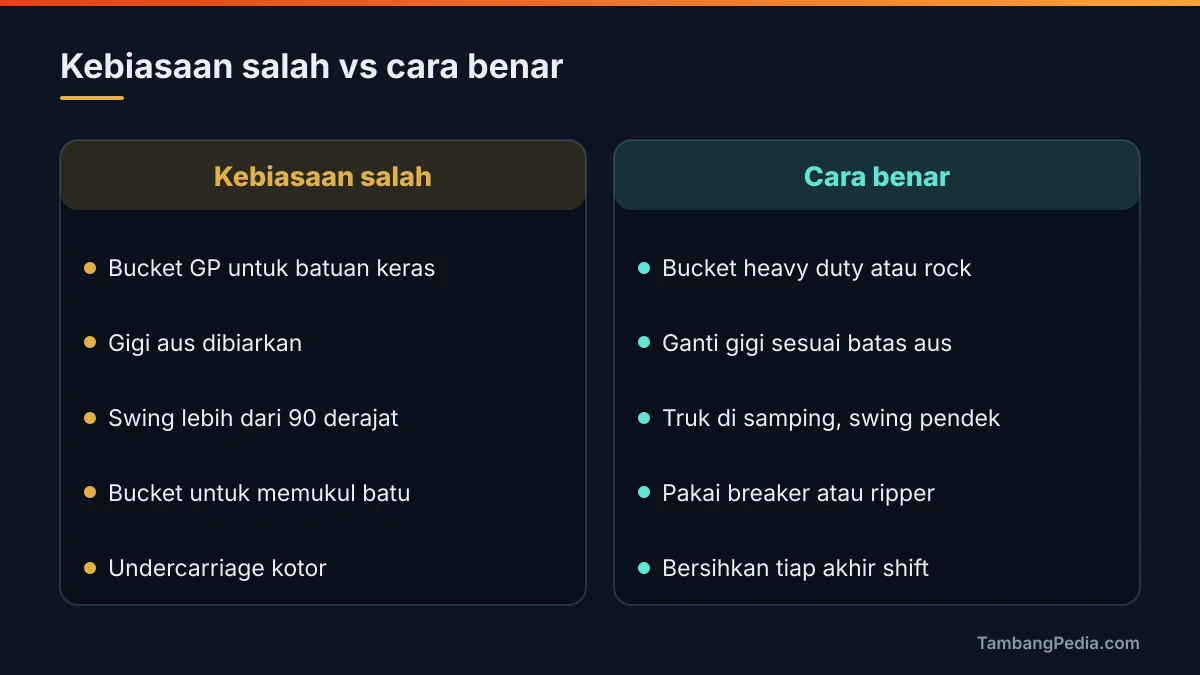 Kebiasaan salah vs cara benar
Kebiasaan salah
Bucket GP untuk batuan keras
Gigi aus dibiarkan
Swing lebih dari 90 derajat
Bucket untuk memukul batu
Undercarriage kotor
Cara benar
Bucket heavy duty atau rock
Ganti gigi sesuai batas aus
Truk di samping, swing pendek
Pakai breaker atau ripper
Bersihkan tiap akhir shift
TambangPedia.com